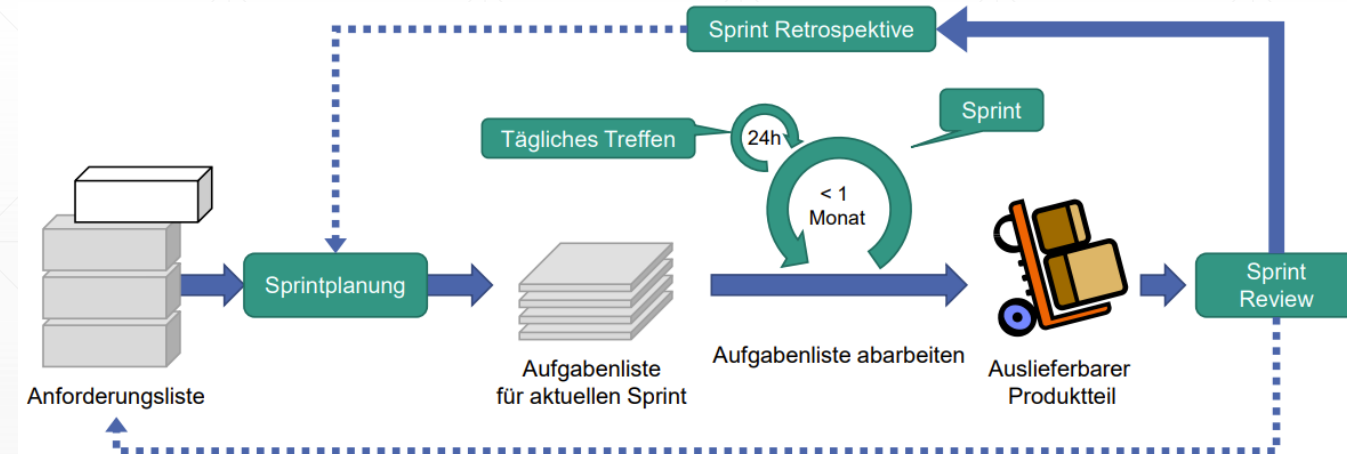 Sprint Retrospektive
Sprint
Tägliches Treffen
24h
< 1
Monat
Sprintplanung
Sprint
Review
Anforderungsliste
Aufgabenliste
für aktuellen Sprint
Aufgabenliste abarbeiten
Auslieferbarer
Produktteil